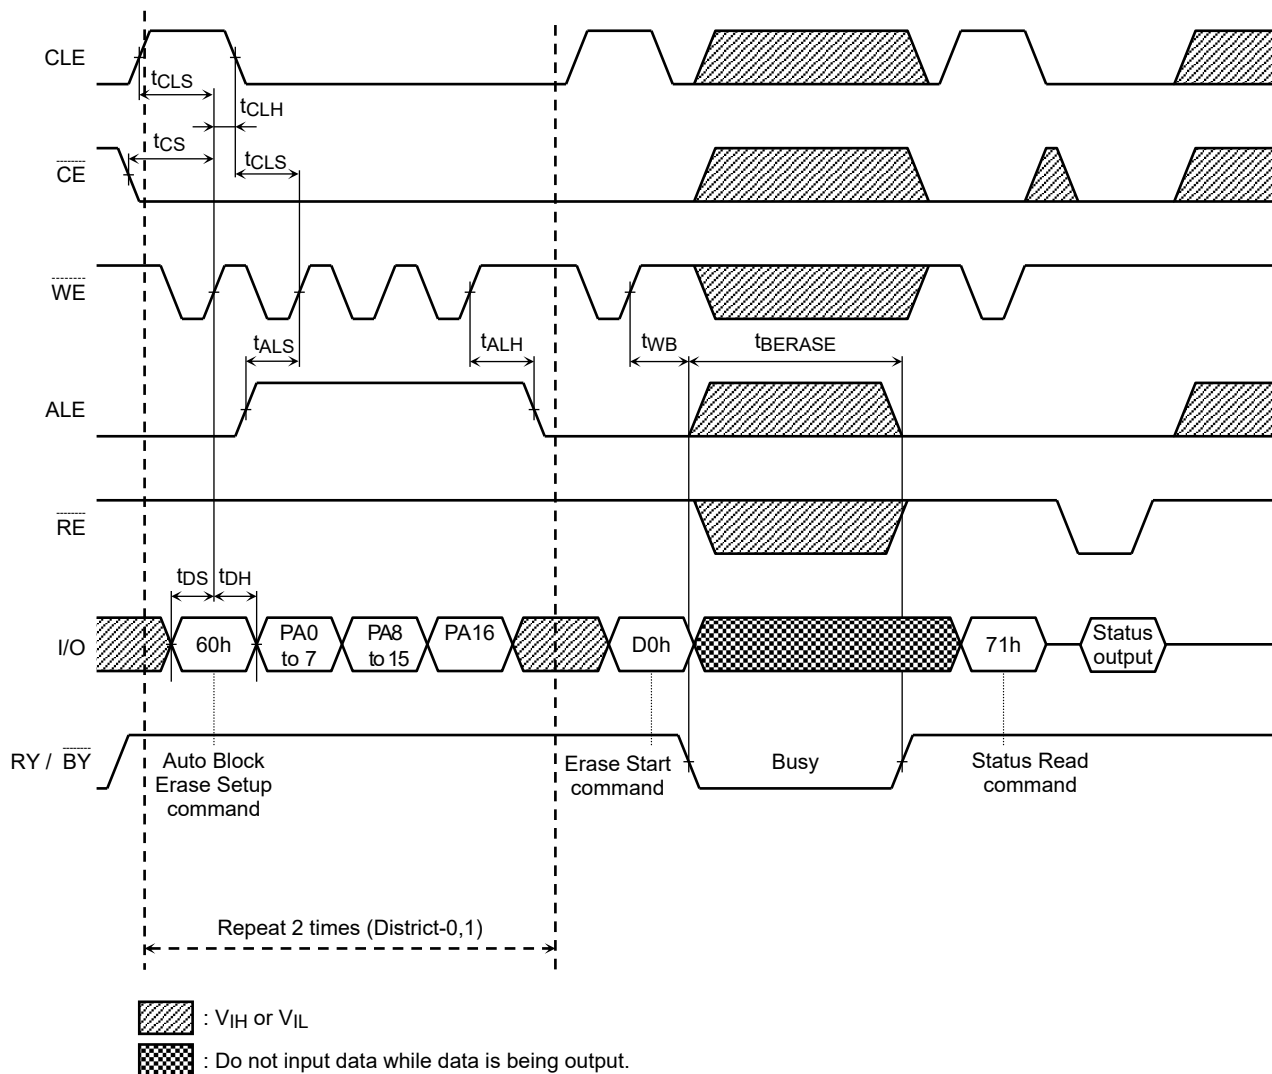 CLE
tCLS
tCLH
tCS
tCLS
CE
WE
tALS
tALH
tWB
tBERASE
ALE
RE
tDS
tDH
I/O
60h
PA0
to 7
PA8
to 15
PA16
D0h
71h
Status
output
RY / BY
Auto Block
Erase Setup
command
Erase Start
command
Busy
Status Read
command
Repeat 2 times (District-0,1)
: VIH or VIL
: Do not input data while data is being output.